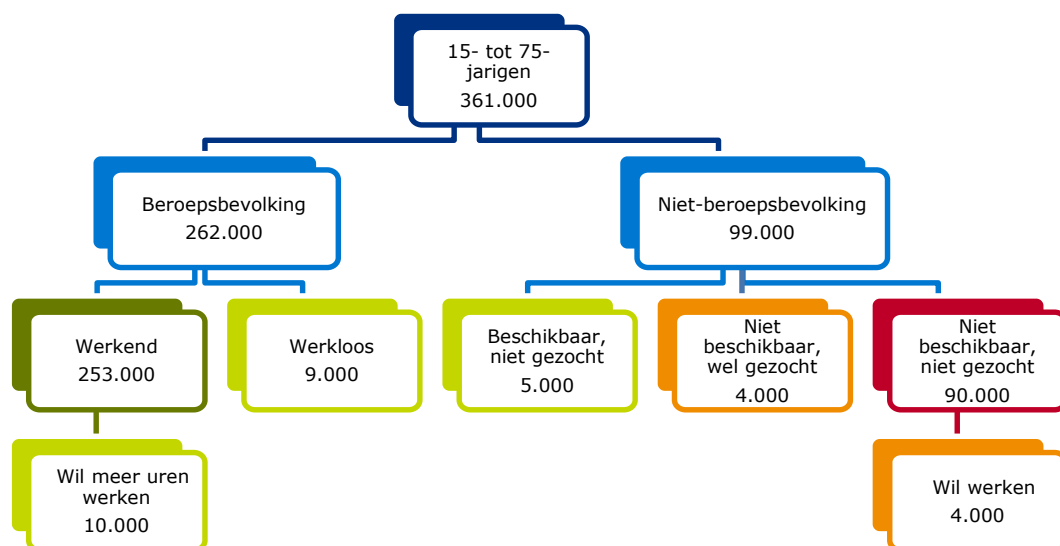 15- tot 75-
jarigen
361.000
Beroepsbevolking
262.000
Niet-beroepsbevolking
99.000
Werkend
253.000
Werkloos
9.000
Beschikbaar,
niet gezocht
5.000
Niet
beschikbaar,
wel gezocht
4.000
Niet
beschikbaar,
niet gezocht
90.000
Wil meer uren
werken
10.000
Wil werken
4.000